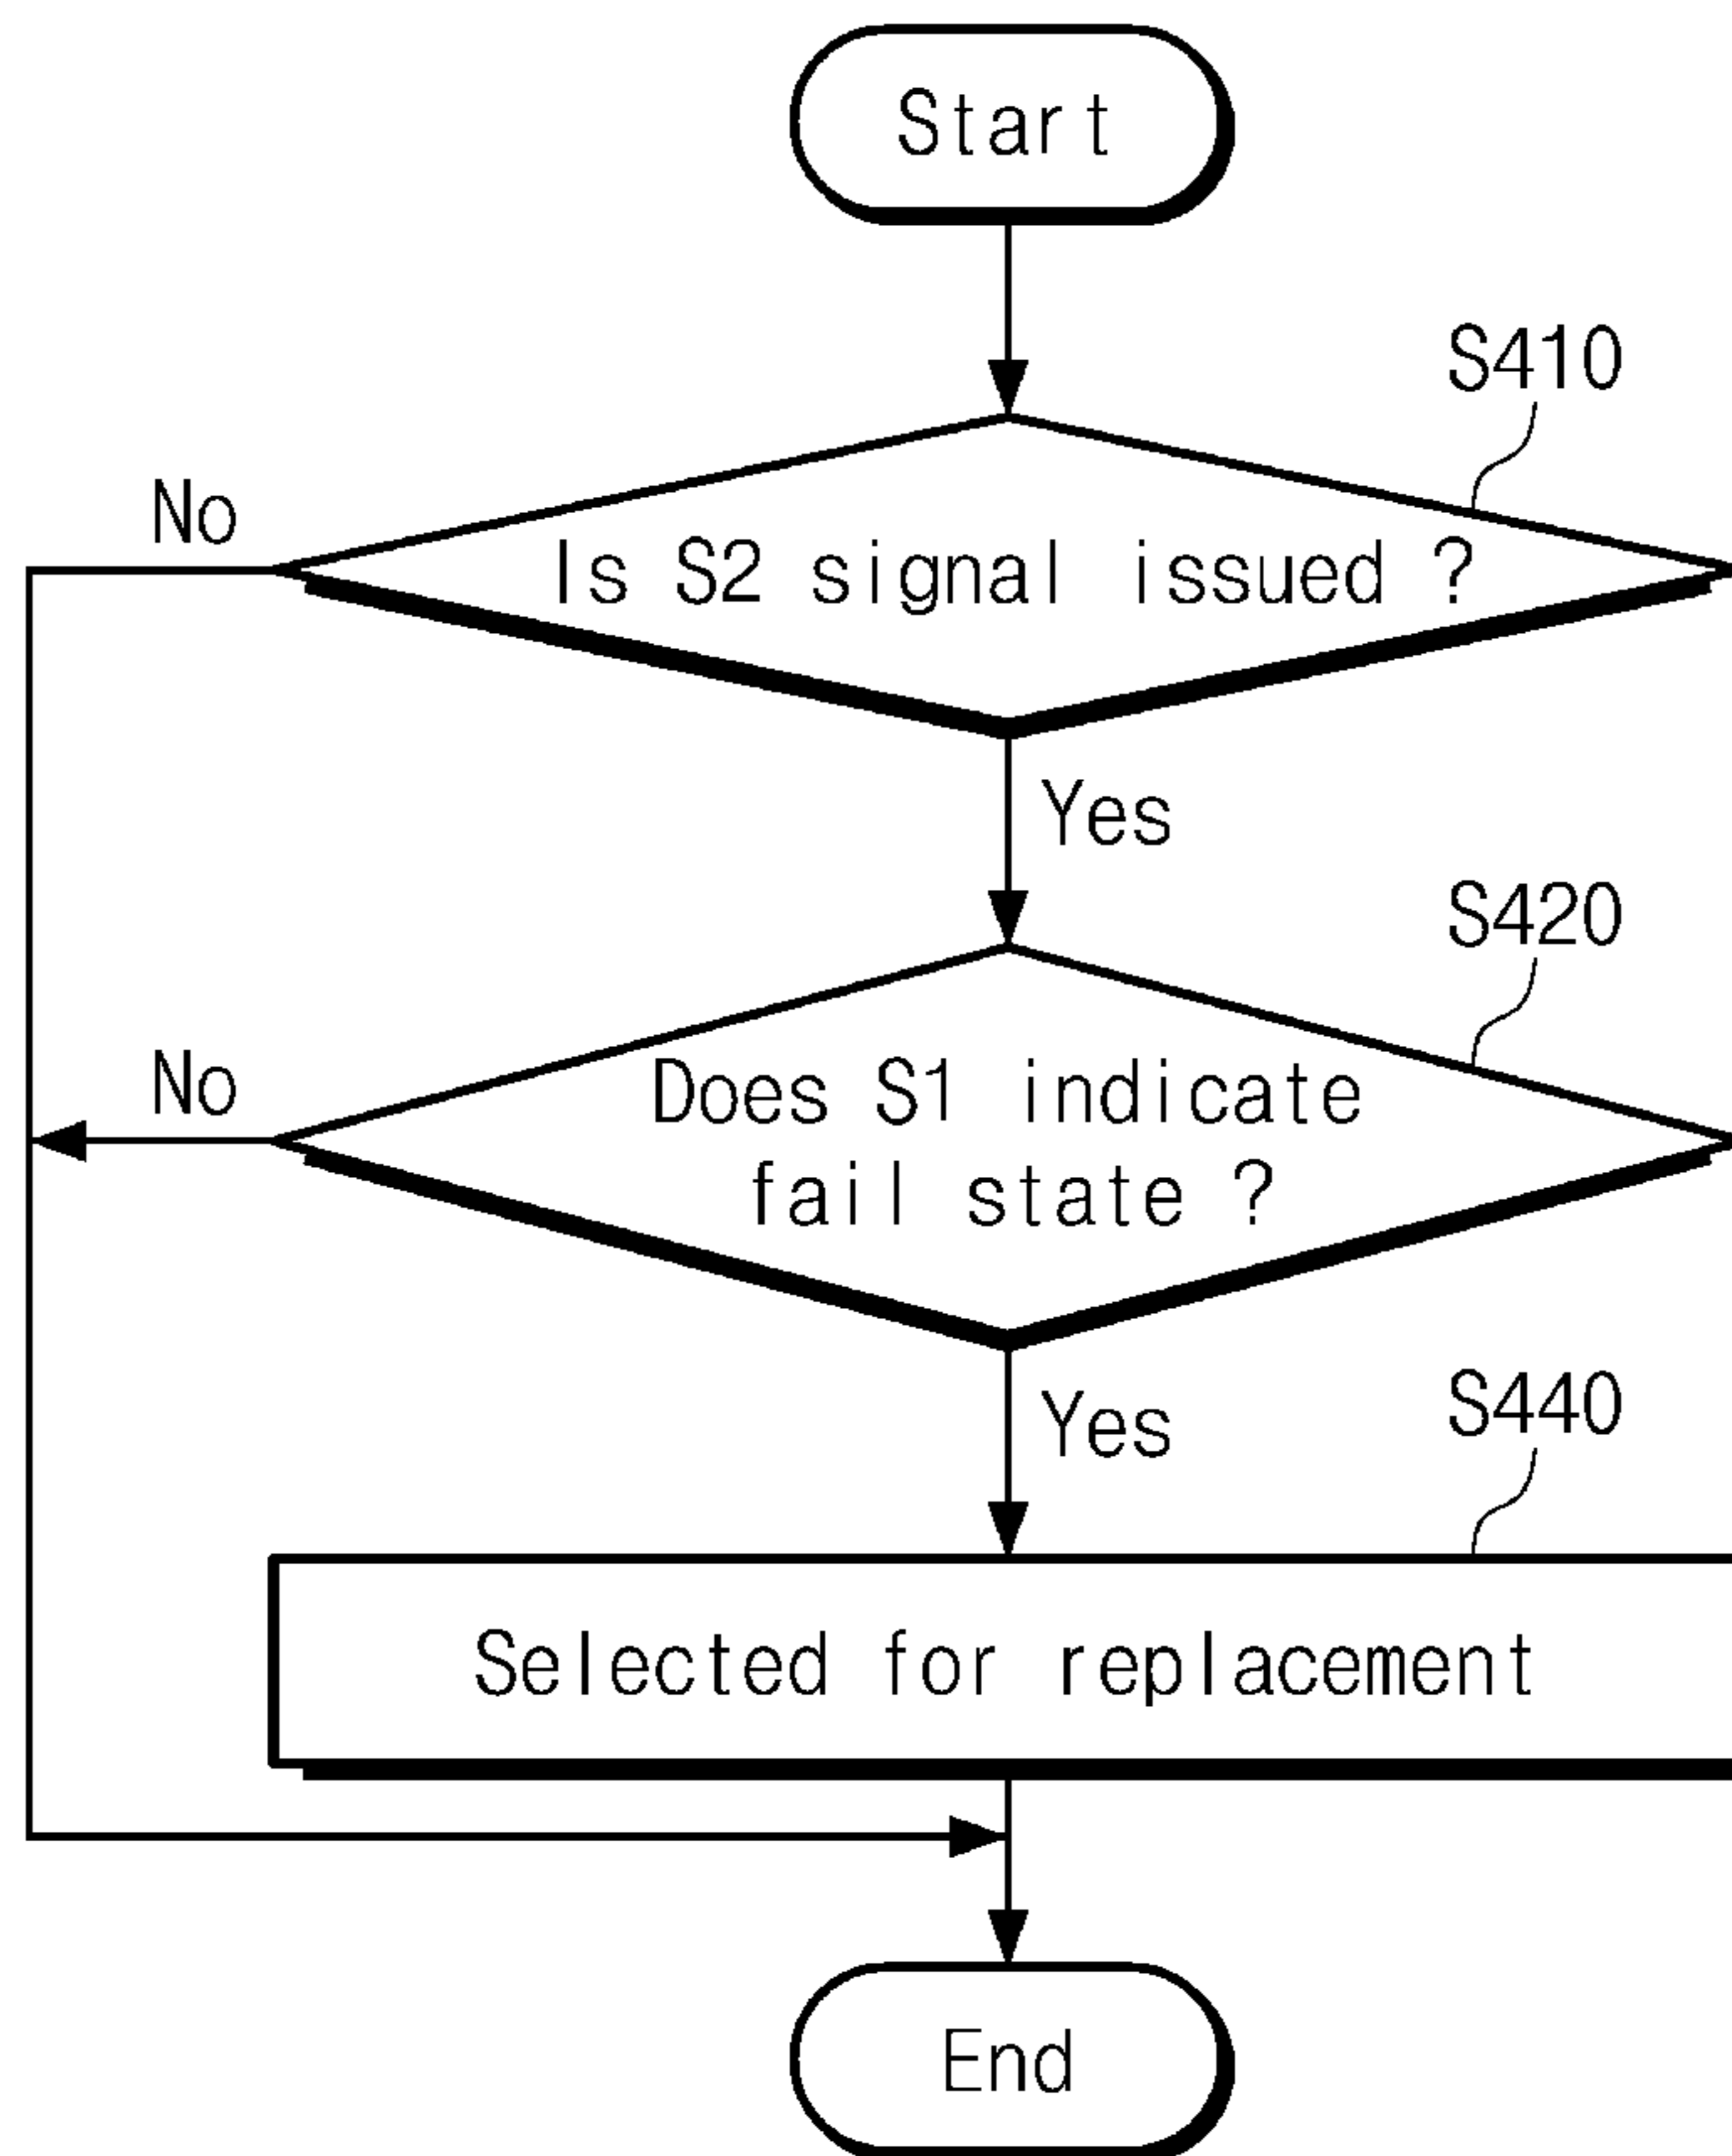 Start
S410
No
Is S2 signal issued ?
Yes
S420
No
Does S1 indicate
fail state ?
Yes
S440
Selected for replacement
End